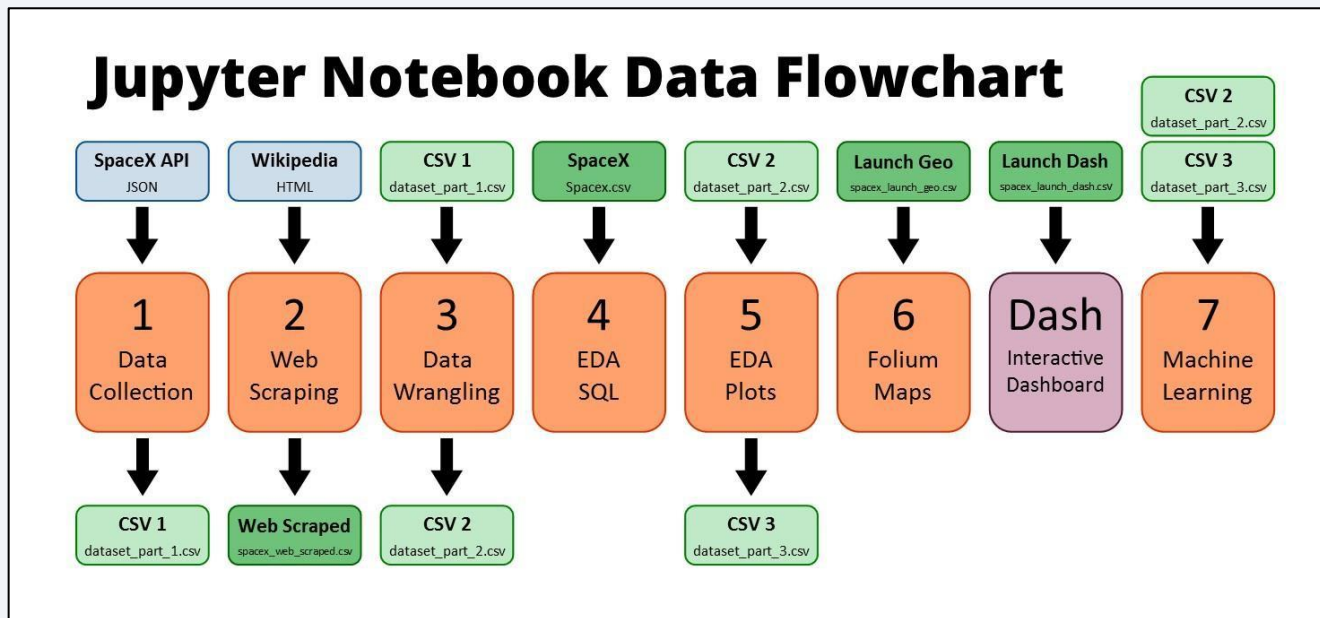 Jupyter Notebook Data Flowchart
CSV 2
dataset_part_2.csv
SpaceX API
JSON
Wikipedia
HTML
CSV 1
dataset_part_1.csv
SpaceX
Spacex.csv
CSV 2
dataset_part_2.csv
Launch Geo
spacex_launch_geo.csv
Launch Dash
spacex_launch_dash.csv
CSV 3
dataset_part_3.csv
1
Data
Collection
2
Web
Scraping
3
Data
Wrangling
4
EDA
SQL
5
EDA
Plots
6
Folium
Maps
Dash
Interactive
Dashboard
7
Machine
Learning
CSV 1
dataset_part_1.csv
Web Scraped
spacex_web_scraped.csv
CSV 2
dataset_part_2.csv
CSV 3
dataset_part_3.csv